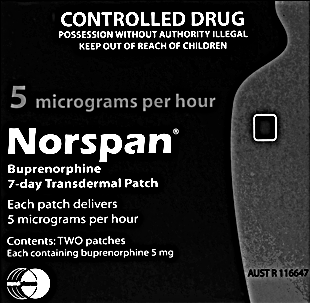 CONTROLLED DRUG
POSSESSION WITHOUT AUTHORITY ILLEGAL
KEEP OUT OF REACH OF CHILDREN
5 micrograms per hour
Norspan®
Buprenorphine
7-day Transdermal Patch
Each patch delivers
5 micrograms per hour
Contents: TWO patches
Each containing buprenorphine 5 mg
AUST R 116647